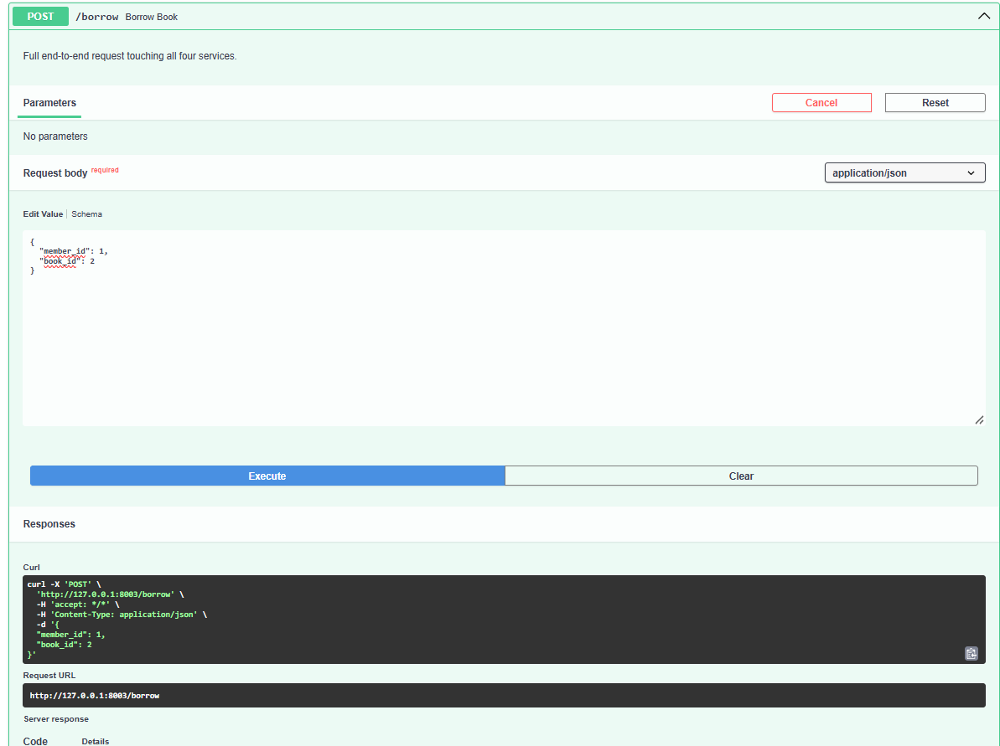 POST /borrow Borrow Book
Full end-to-end request touching all four services.
Parameters
Cancel
Reset
No parameters
Request body required
application/json
Edit Value | Schema
{
  "member_id": 1,
  "book_id": 2
}
Execute
Clear
Responses
Curl
curl -X 'POST' \
  'http://127.0.0.1:8003/borrow' \
  -H 'accept: */*' \
  -H 'Content-Type: application/json' \
  -d '{
  "member_id": 1,
  "book_id": 2
}'
Request URL
http://127.0.0.1:8003/borrow
Server response
Code Details